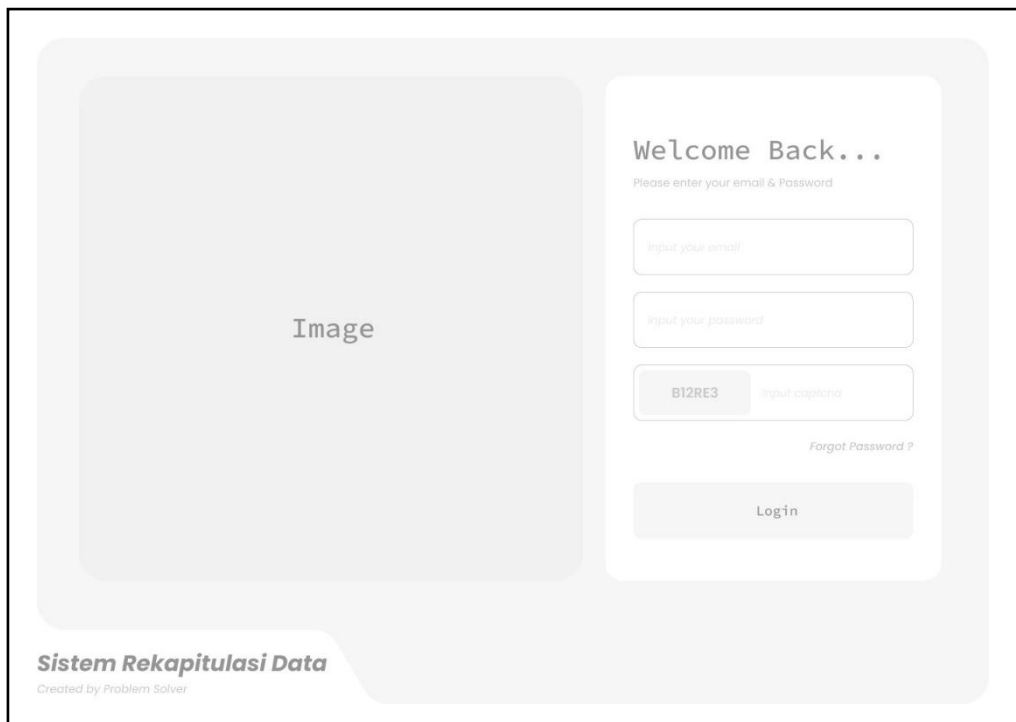 Image
Welcome Back...
Please enter your email & Password
Input your email
Input your password
B12RE3
Input captcha
Forgot Password ?
Login
Sistem Rekapitulasi Data
Created by Problem Solver